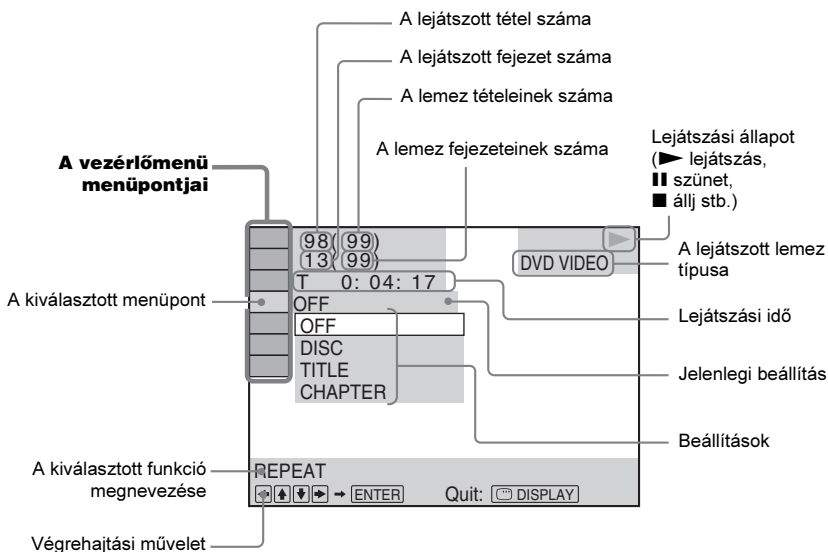 A lejátszott tétel száma
A lejátszott fejezet száma
A lemez tételeinek száma
A lemez fejezeteinek száma
Lejátszási állapot
(► lejátszás,
❚❚ szünet,
■ állj stb.)
A vezérlőmenü
menüpontjai
98(99)
13(99)
DVD VIDEO
A lejátszott lemez
típusa
T 0: 04: 17
A kiválasztott menüpont
Lejátszási idő
OFF
OFF
DISC
TITLE
CHAPTER
Jelenlegi beállítás
Beállítások
A kiválasztott funkció
megnevezése
REPEAT
←↑↓→ → ENTER Quit: DISPLAY
Végrehajtási művelet